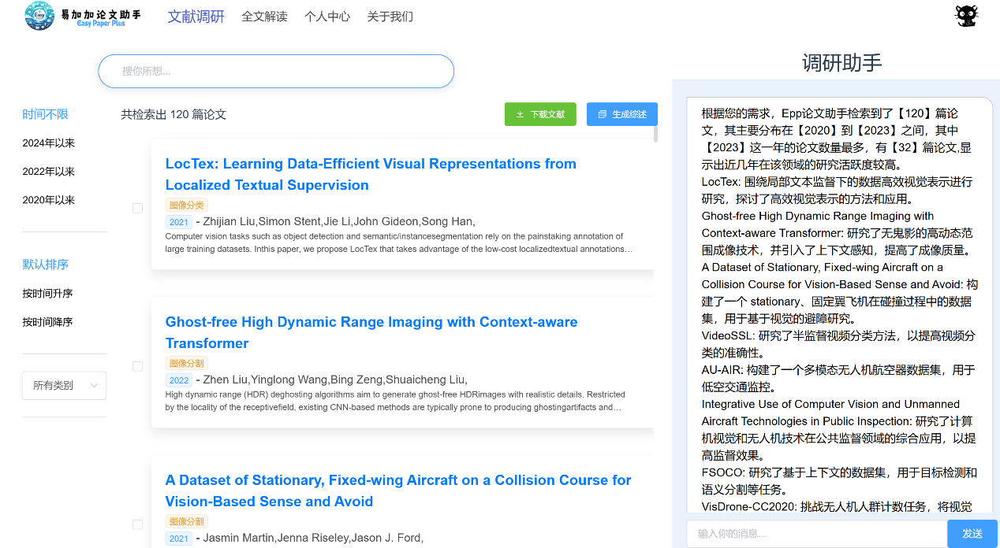 易加加论文助手
Easy Paper Plus
文献调研 全文解读 个人中心 关于我们
搜你所想...
时间不限
2024年以来
2022年以来
2020年以来
默认排序
按时间升序
按时间降序
所有类别
共检索出 120 篇论文
下载文献
生成综述
LocTex: Learning Data-Efficient Visual Representations from
Localized Textual Supervision
图像分类
2021 - Zhijian Liu,Simon Stent,Jie Li,John Gideon,Song Han,
Computer vision tasks such as object detection and semantic/instancesegmentation rely on the painstaking annotation of
large training datasets. Inthis paper, we propose LocTex that takes advantage of the low-cost localizedtextual annotations…
Ghost-free High Dynamic Range Imaging with Context-aware
Transformer
图像分割
2022 - Zhen Liu,Yinglong Wang,Bing Zeng,Shuaicheng Liu,
High dynamic range (HDR) deghosting algorithms aim to generate ghost-free HDRimages with realistic details. Restricted
by the locality of the receptivefield, existing CNN-based methods are typically prone to producing ghostingartifacts and…
A Dataset of Stationary, Fixed-wing Aircraft on a Collision Course for
Vision-Based Sense and Avoid
图像分割
2021 - Jasmin Martin,Jenna Riseley,Jason J. Ford,
调研助手
根据您的需求，Epp论文助手检索到了【120】篇论
文，其主要分布在【2020】到【2023】之间，其中
【2023】这一年的论文数量最多，有【32】篇论文,显
示出近几年在该领域的研究活跃度较高。
LocTex: 围绕局部文本监督下的数据高效视觉表示进行
研究，探讨了高效视觉表示的方法和应用。
Ghost-free High Dynamic Range Imaging with
Context-aware Transformer: 研究了无鬼影的高动态范
围成像技术，并引入了上下文感知，提高了成像质量。
A Dataset of Stationary, Fixed-wing Aircraft on a
Collision Course for Vision-Based Sense and Avoid: 构
建了一个 stationary、固定翼飞机在碰撞过程中的数据
集，用于基于视觉的避障研究。
VideoSSL: 研究了半监督视频分类方法，以提高视频分
类的准确性。
AU-AIR: 构建了一个多模态无人机航空器数据集，用于
低空交通监控。
Integrative Use of Computer Vision and Unmanned
Aircraft Technologies in Public Inspection: 研究了计算
机视觉和无人机技术在公共监督领域的综合应用，以提
高监督效果。
FSOCO: 研究了基于上下文的数据集，用于目标检测和
语义分割等任务。
VisDrone-CC2020: 挑战无人机人群计数任务，将视觉
输入你的消息...
发送